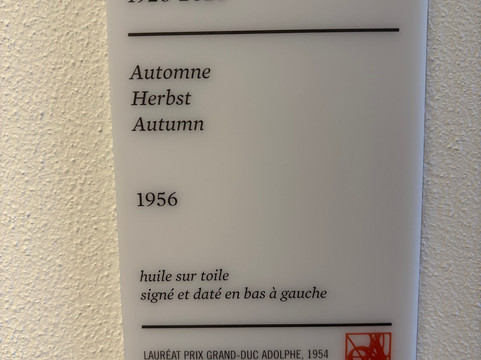 Automne
Herbst
Autumn
1956
huile sur toile
signé et daté en bas à gauche
LAURÉAT PRIX GRAND-DUC ADOLPHE, 1954